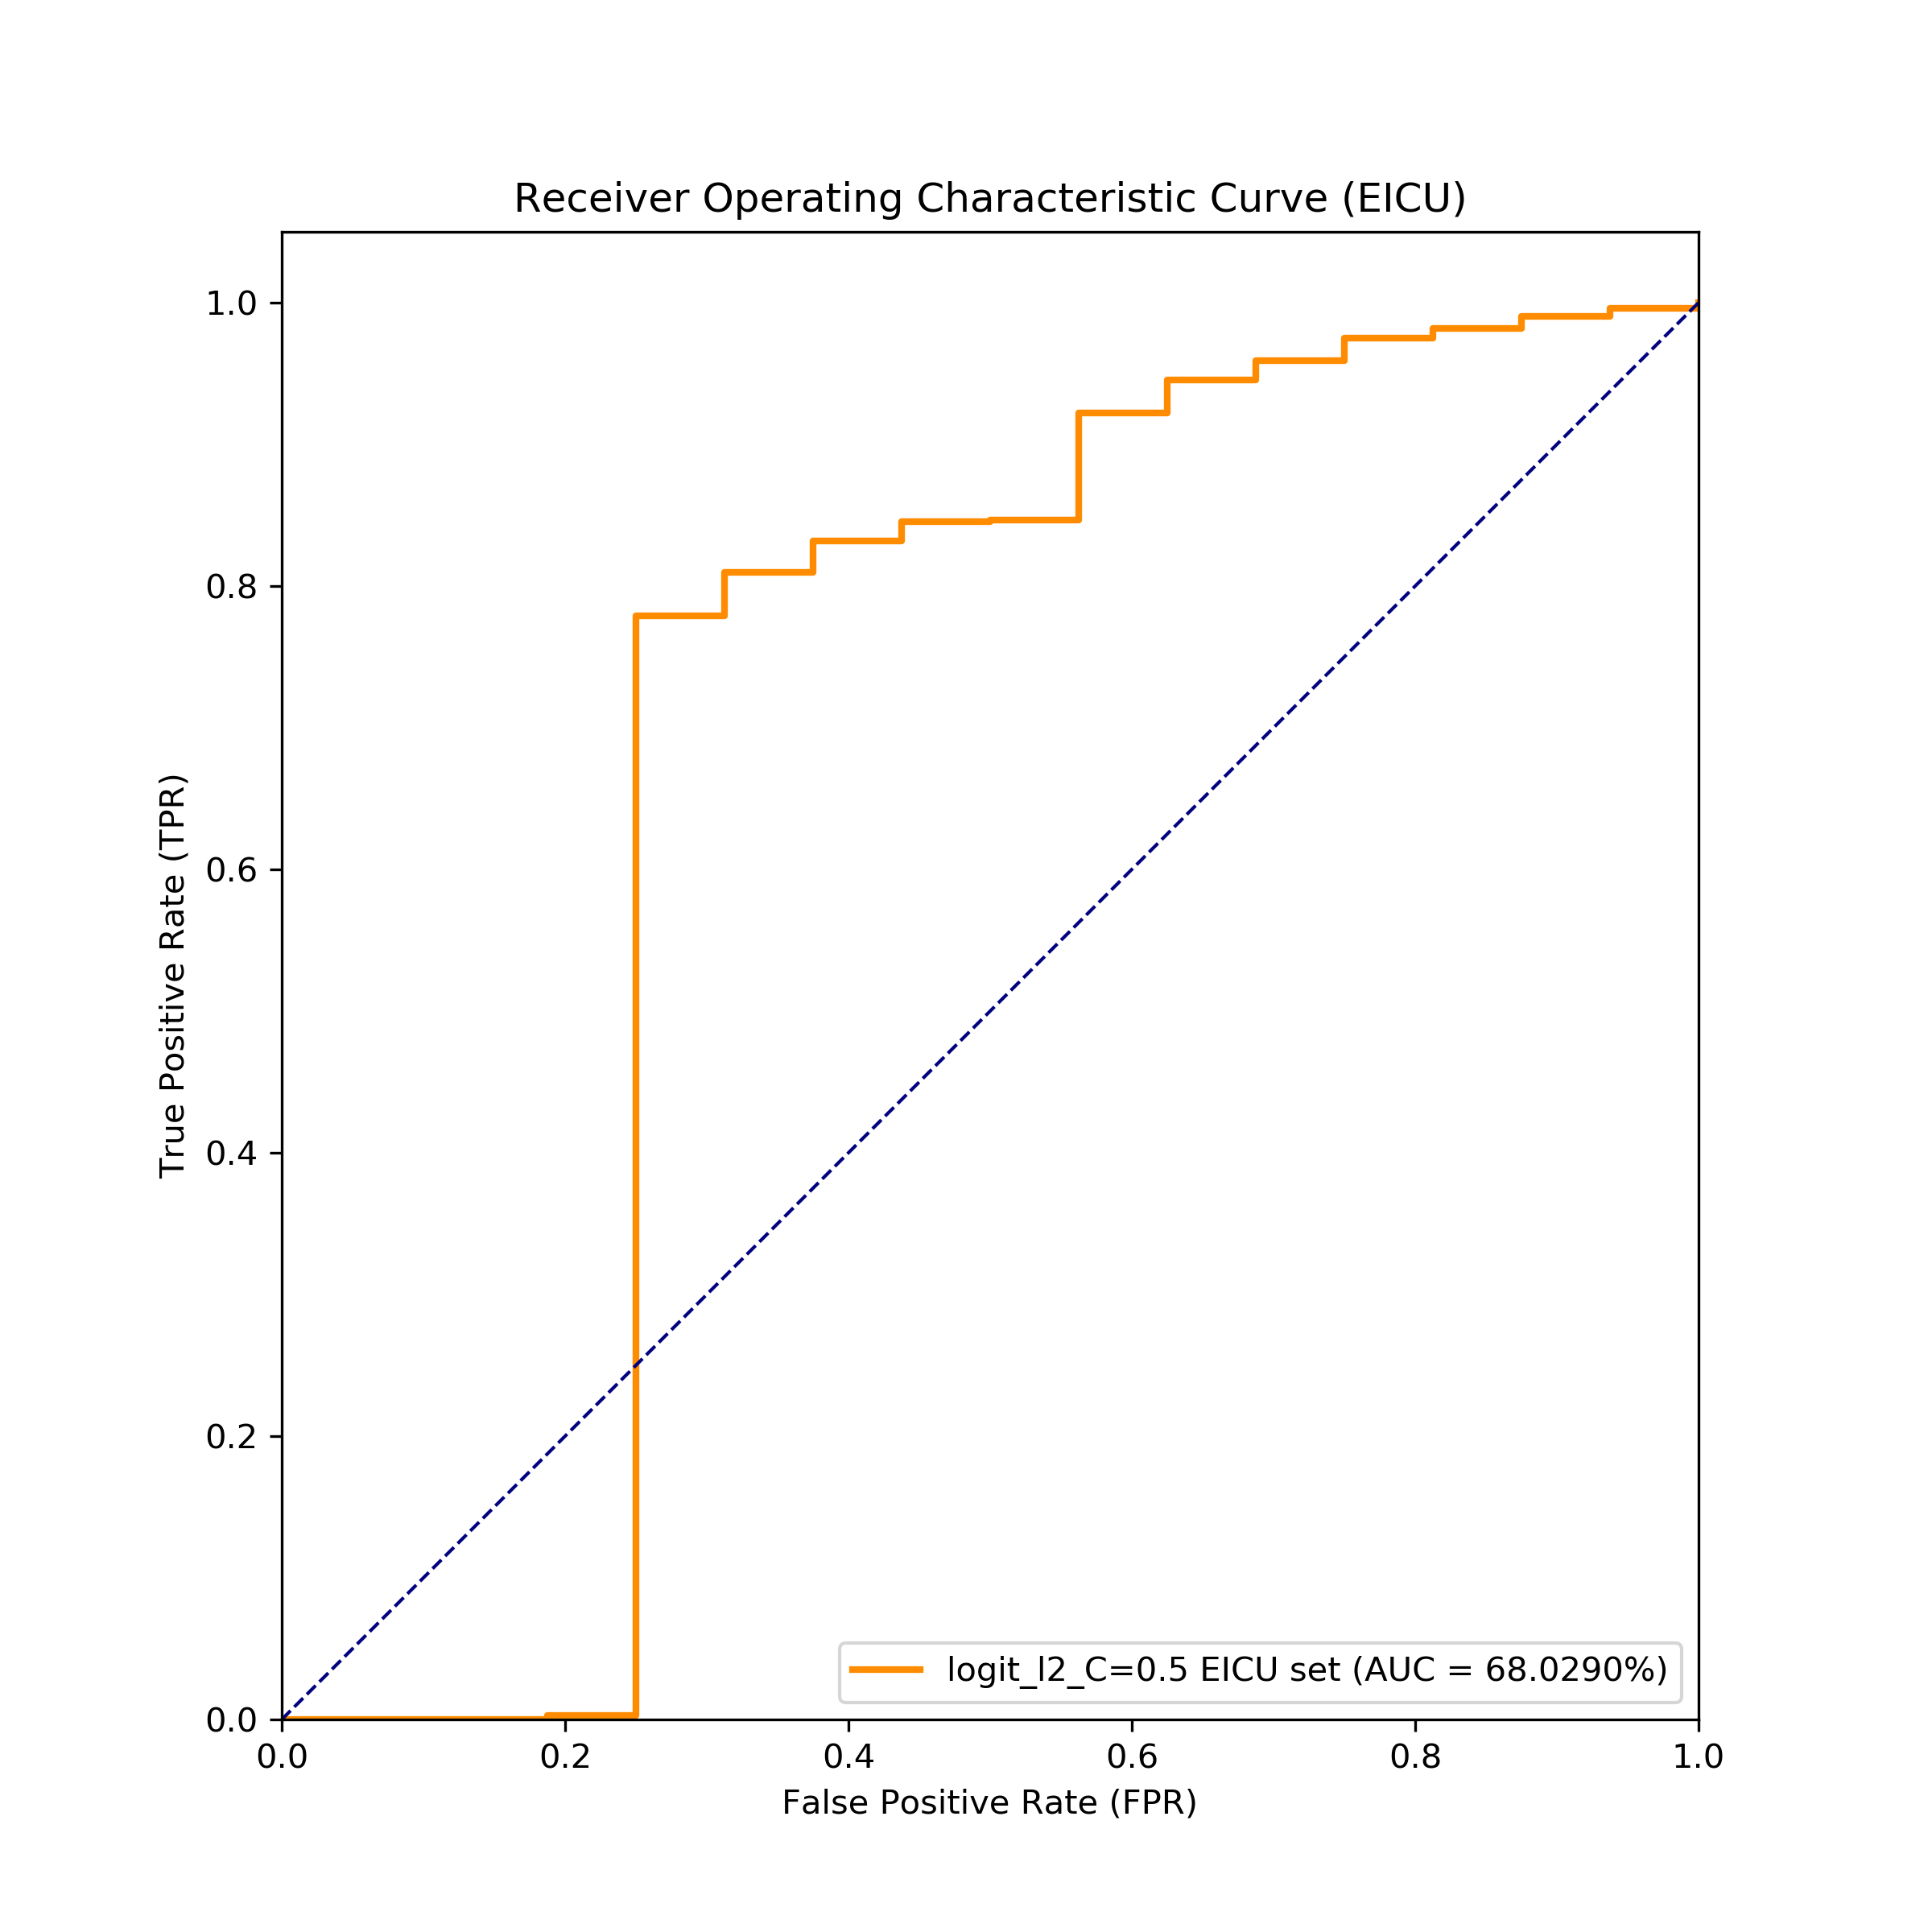 Receiver Operating Characteristic Curve (EICU)
True Positive Rate (TPR)
1.0
0.8
0.6
0.4
0.2
0.0
logit_l2_C=0.5 EICU set (AUC = 68.0290%)
0.0 0.2 0.4 0.6 0.8 1.0
False Positive Rate (FPR)